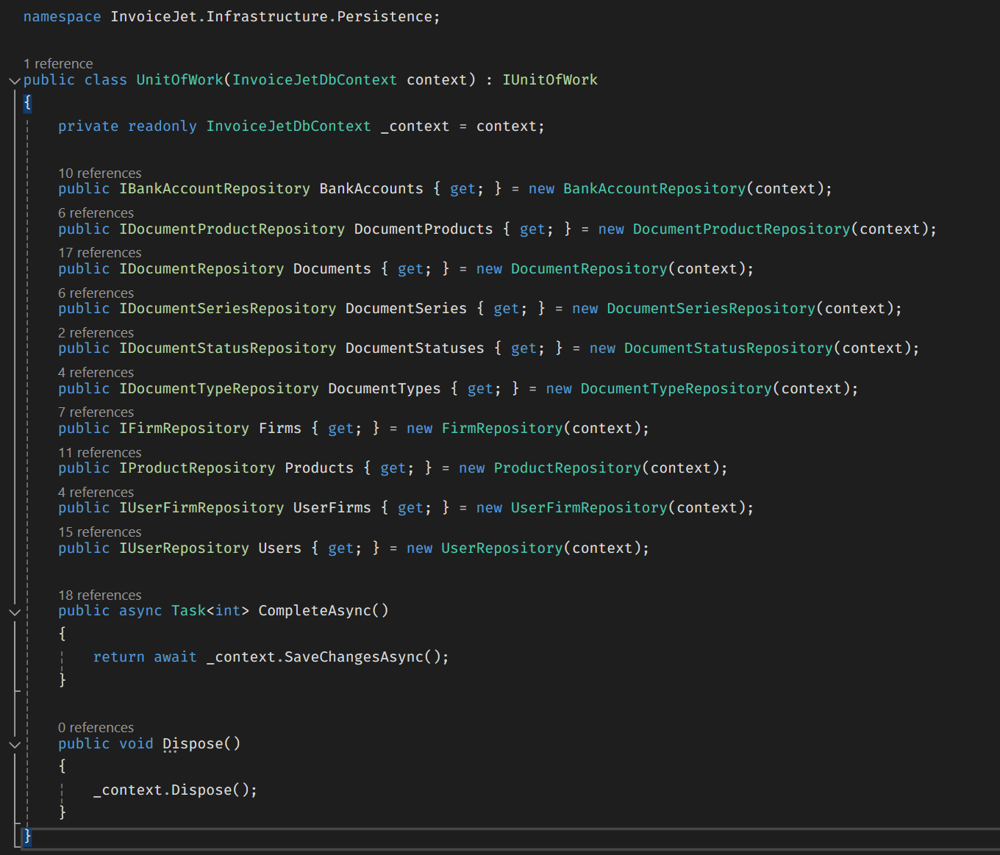 namespace InvoiceJet.Infrastructure.Persistence;
1 reference
public class UnitOfWork(InvoiceJetDbContext context) : IUnitOfWork
{
private readonly InvoiceJetDbContext _context = context;
10 references
public IBankAccountRepository BankAccounts { get; } = new BankAccountRepository(context);
6 references
public IDocumentProductRepository DocumentProducts { get; } = new DocumentProductRepository(context);
17 references
public IDocumentRepository Documents { get; } = new DocumentRepository(context);
6 references
public IDocumentSeriesRepository DocumentSeries { get; } = new DocumentSeriesRepository(context);
2 references
public IDocumentStatusRepository DocumentStatuses { get; } = new DocumentStatusRepository(context);
4 references
public IDocumentTypeRepository DocumentTypes { get; } = new DocumentTypeRepository(context);
7 references
public IFirmRepository Firms { get; } = new FirmRepository(context);
11 references
public IProductRepository Products { get; } = new ProductRepository(context);
4 references
public IUserFirmRepository UserFirms { get; } = new UserFirmRepository(context);
15 references
public IUserRepository Users { get; } = new UserRepository(context);
18 references
public async Task<int> CompleteAsync()
{
return await _context.SaveChangesAsync();
}
0 references
public void Dispose()
{
_context.Dispose();
}
}